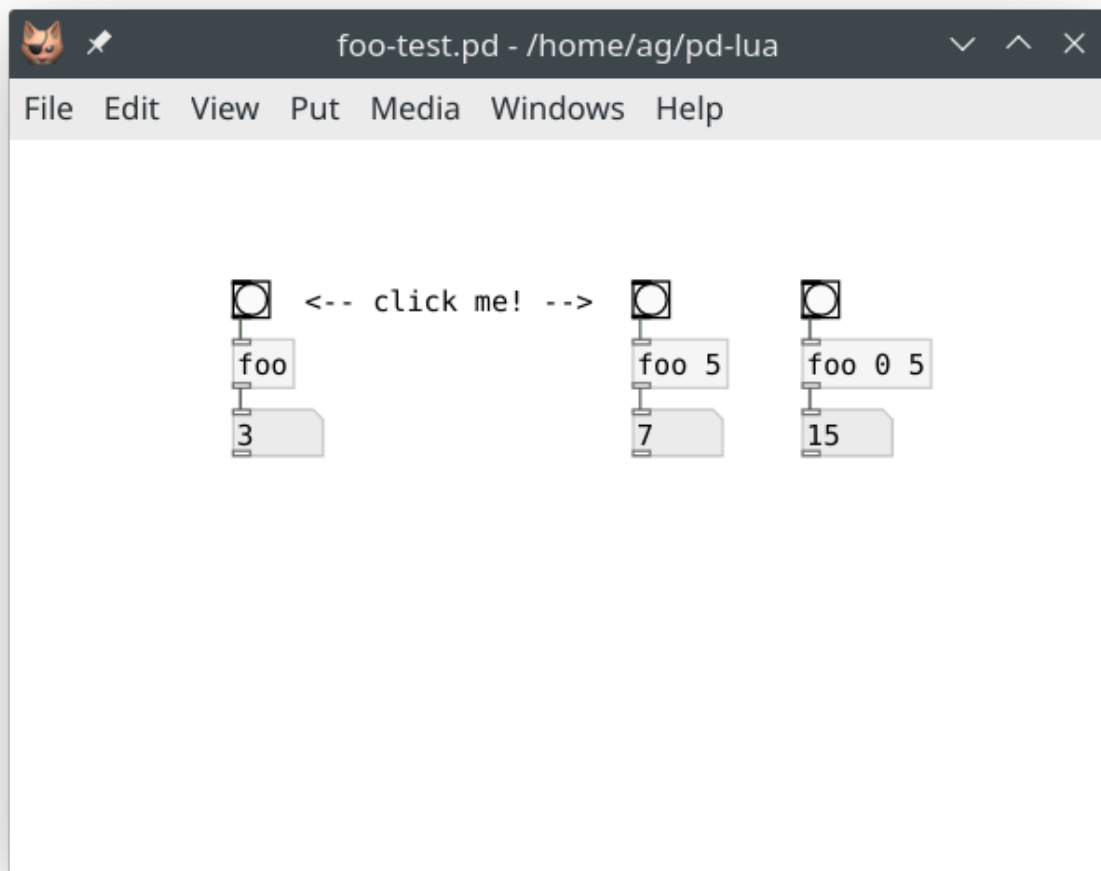 foo-test.pd - /home/ag/pd-lua
File Edit View Put Media Windows Help
<-- click me! -->
foo foo 5 foo 0 5
3 7 15